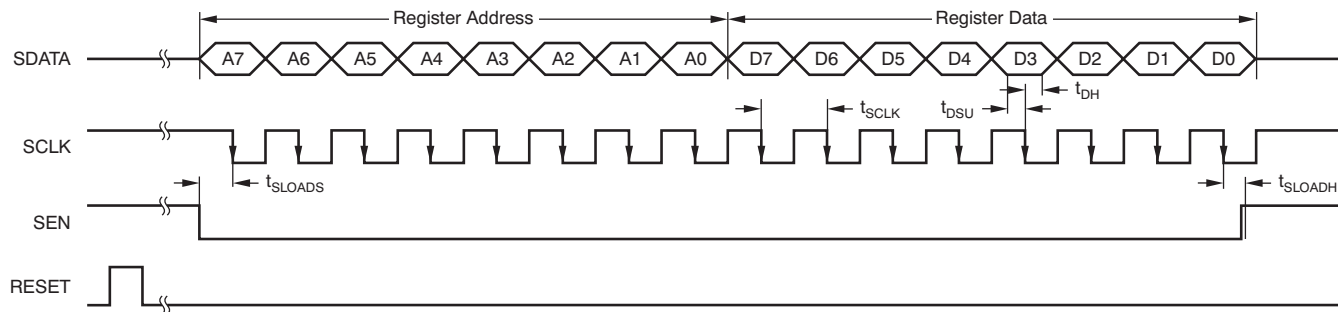 Register Address
Register Data
SDATA
A7 A6 A5 A4 A3 A2 A1 A0 D7 D6 D5 D4 D3 D2 D1 D0
tSCLK
tDSU
tDH
SCLK
tSLOADS
tSLOADH
SEN
RESET